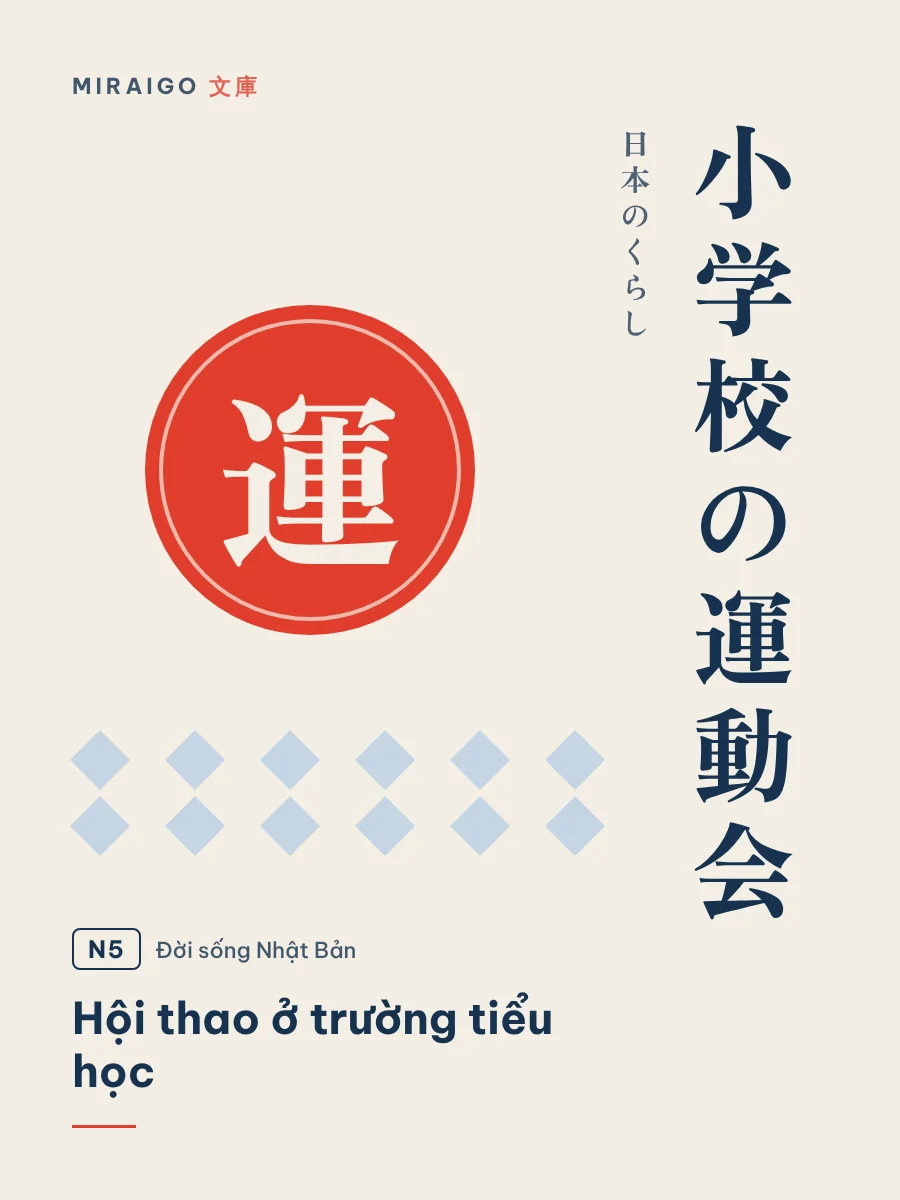 MIRAIGO 文庫
小学校の運動会
日本のくらし
運
N5 Đời sống Nhật Bản
Hội thao ở trường tiểu
học